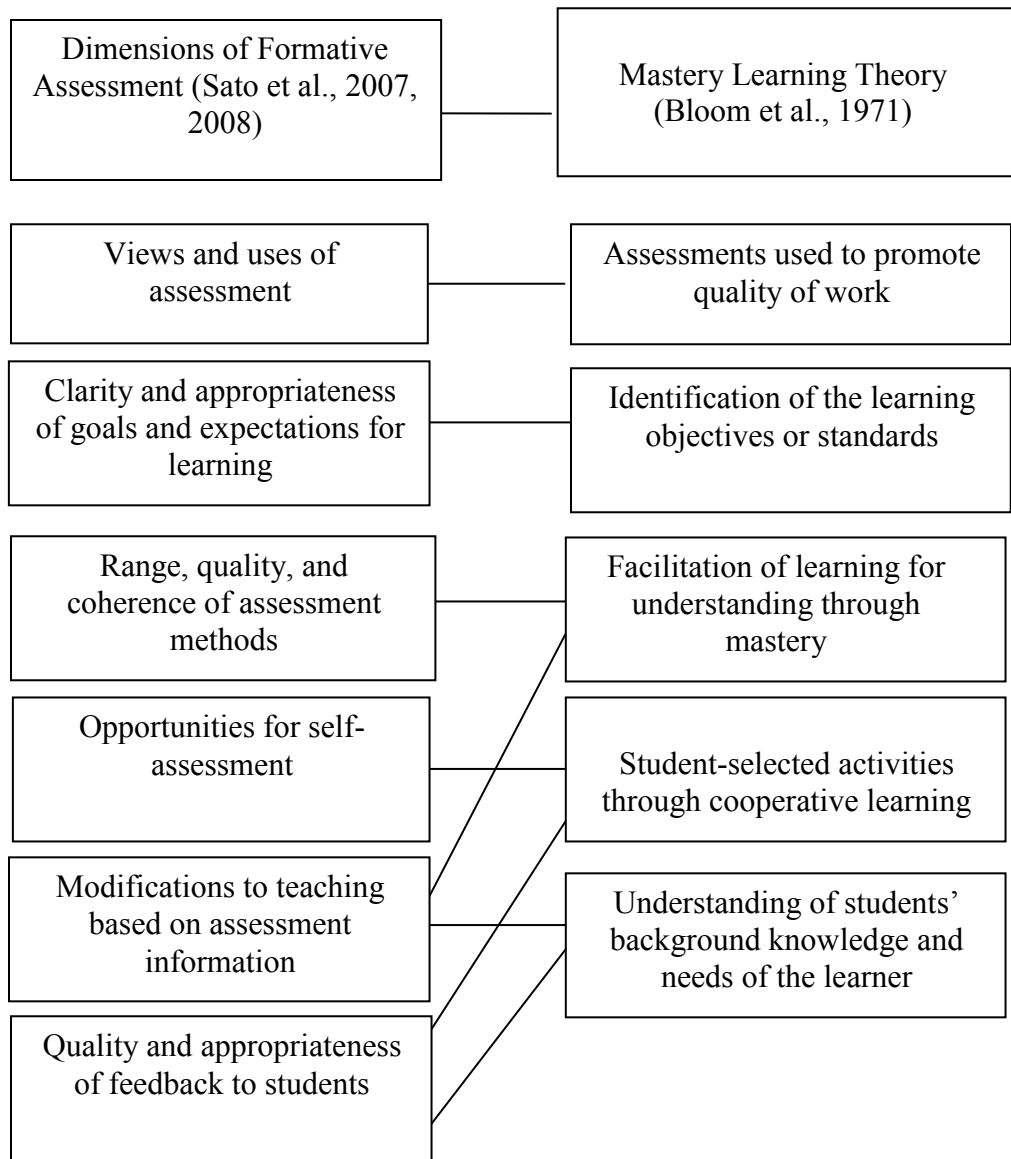 Dimensions of Formative
Assessment (Sato et al., 2007,
2008)
Mastery Learning Theory
(Bloom et al., 1971)
Views and uses of
assessment
Assessments used to promote
quality of work
Clarity and appropriateness
of goals and expectations for
learning
Identification of the learning
objectives or standards
Range, quality, and
coherence of assessment
methods
Facilitation of learning for
understanding through
mastery
Opportunities for self-
assessment
Student-selected activities
through cooperative learning
Modifications to teaching
based on assessment
information
Understanding of students’
background knowledge and
needs of the learner
Quality and appropriateness
of feedback to students